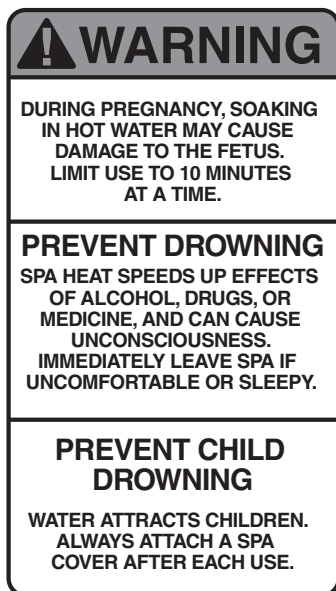 WARNING
DURING PREGNANCY, SOAKING
IN HOT WATER MAY CAUSE
DAMAGE TO THE FETUS.
LIMIT USE TO 10 MINUTES
AT A TIME.
PREVENT DROWNING
SPA HEAT SPEEDS UP EFFECTS
OF ALCOHOL, DRUGS, OR
MEDICINE, AND CAN CAUSE
UNCONSCIOUSNESS.
IMMEDIATELY LEAVE SPA IF
UNCOMFORTABLE OR SLEEPY.
PREVENT CHILD
DROWNING
WATER ATTRACTS CHILDREN.
ALWAYS ATTACH A SPA
COVER AFTER EACH USE.